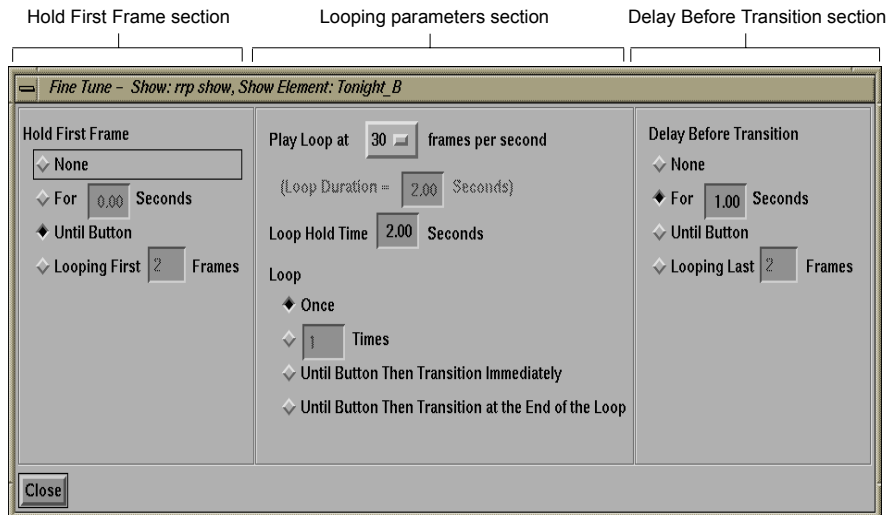 Hold First Frame section
Looping parameters section
Delay Before Transition section
Fine Tune – Show: rrp show, Show Element: Tonight_B
Hold First Frame
None
For 0.00 Seconds
Until Button
Looping First 2 Frames
Play Loop at 30 frames per second
(Loop Duration = 2.00 Seconds)
Loop Hold Time 2.00 Seconds
Loop
Once
1 Times
Until Button Then Transition Immediately
Until Button Then Transition at the End of the Loop
Delay Before Transition
None
For 1.00 Seconds
Until Button
Looping Last 2 Frames
Close